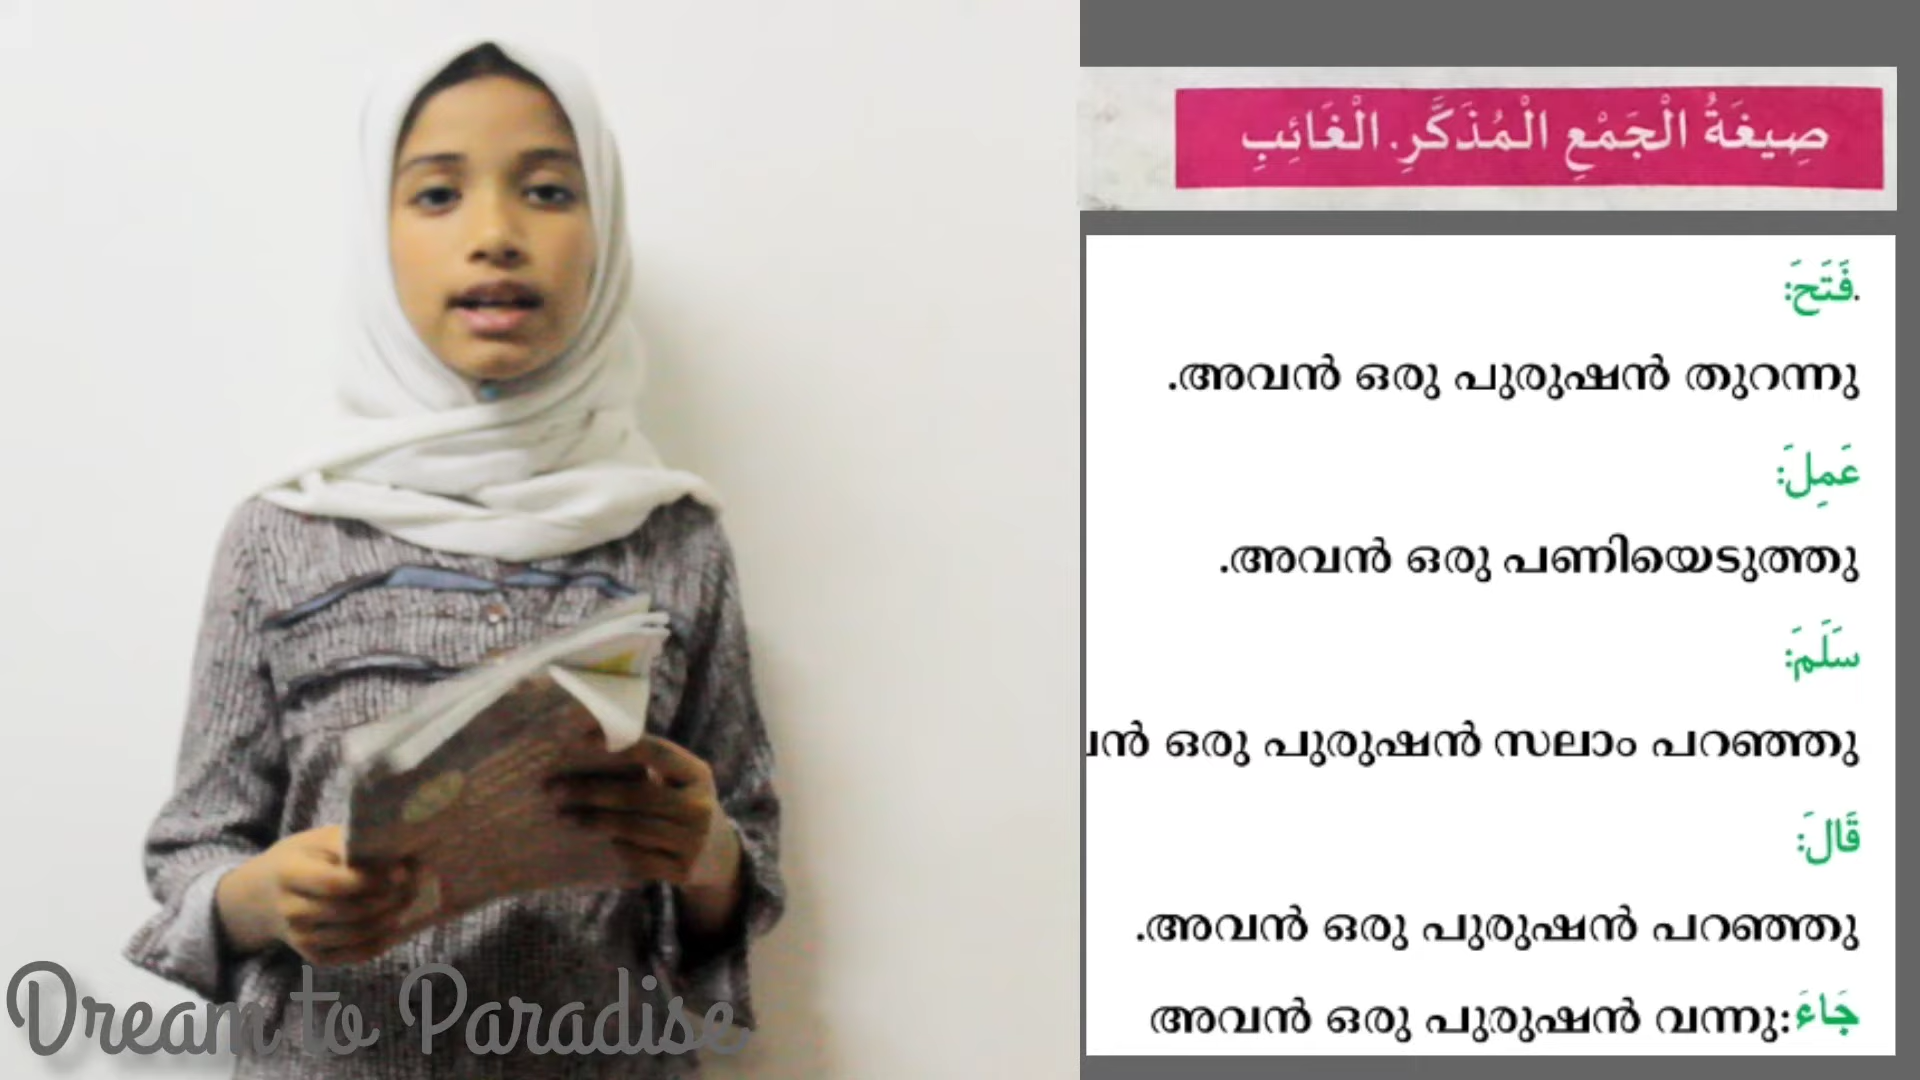 صِيغَةُ الْجَمْعِ الْمُذَكَّرِ.الْغَائِبِ
.فَتَحَ:
.അവൻ ഒരു പുരുഷൻ തുറന്നു
عَمِلَ:
.അവൻ ഒരു പണിയെടുത്തു
سَلَمَ:
ഒരു പുരുഷൻ സലാം പറഞ്ഞു
قَالَ:
.അവൻ ഒരു പുരുഷൻ പറഞ്ഞു
جَاءَ:അവൻ ഒരു പുരുഷൻ വന്നു
Dream to Paradise